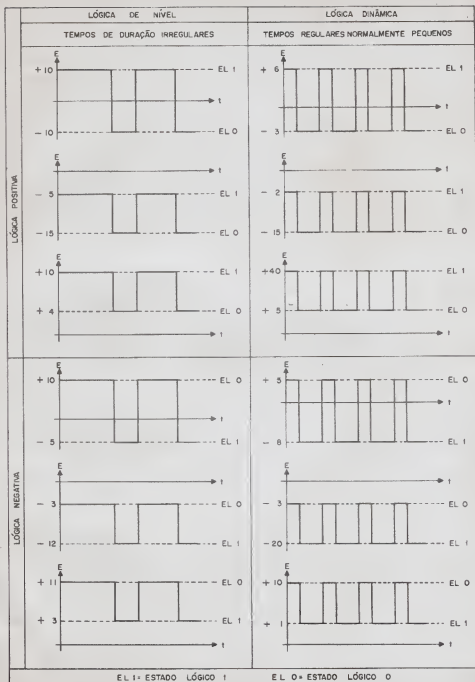 LÓGICA DE NÍVEL
LÓGICA DINÂMICA
TEMPOS DE DURAÇÃO IRREGULARES
TEMPOS REGULARES NORMALMENTE PEQUENOS
LÓGICA POSITIVA
E
+ 10
EL 1
t
- 10
EL 0
E
+ 6
EL 1
t
- 3
EL 0
E
t
- 5
EL 1
- 15
EL 0
E
t
- 2
EL 1
- 15
EL 0
E
+ 10
EL 1
+ 4
EL 0
t
E
+ 40
EL 1
+ 5
EL 0
t
LÓGICA NEGATIVA
E
+ 10
EL 0
t
- 5
EL 1
E
+ 5
EL 0
t
- 8
EL 1
E
t
- 3
EL 0
- 12
EL 1
E
t
- 3
EL 0
- 20
EL 1
E
+ 11
EL 0
+ 3
EL 1
t
E
+ 10
EL 0
+ 1
EL 1
t
EL 1 = ESTADO LÓGICO 1
EL 0 = ESTADO LÓGICO 0